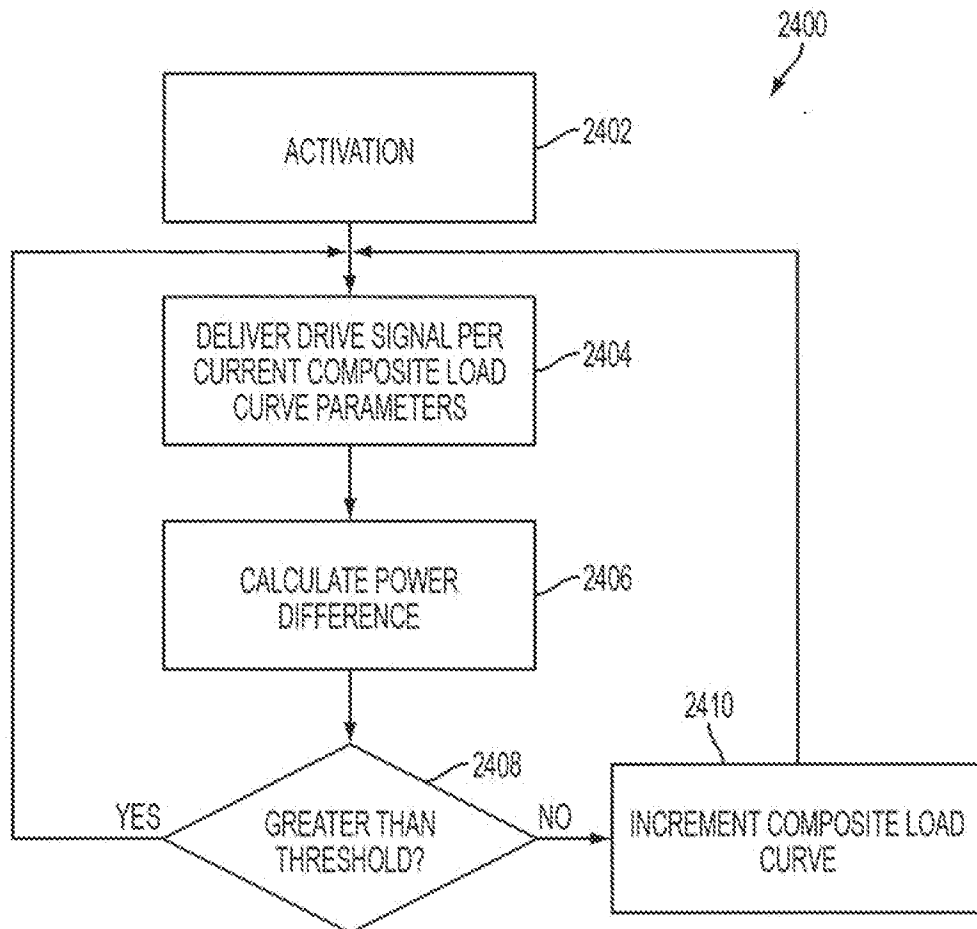 2400
ACTIVATION
2402
DELIVER DRIVE SIGNAL PER
CURRENT COMPOSITE LOAD
CURVE PARAMETERS
2404
CALCULATE POWER
DIFFERENCE
2406
2408
2410
YES
GREATER THAN
THRESHOLD?
NO
INCREMENT COMPOSITE LOAD
CURVE